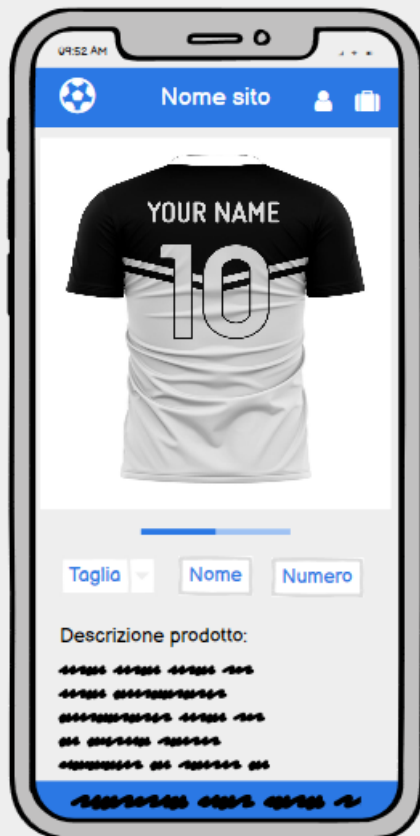 09:52 AM
Nome sito
YOUR NAME
10
Taglia
Nome
Numero
Descrizione prodotto: